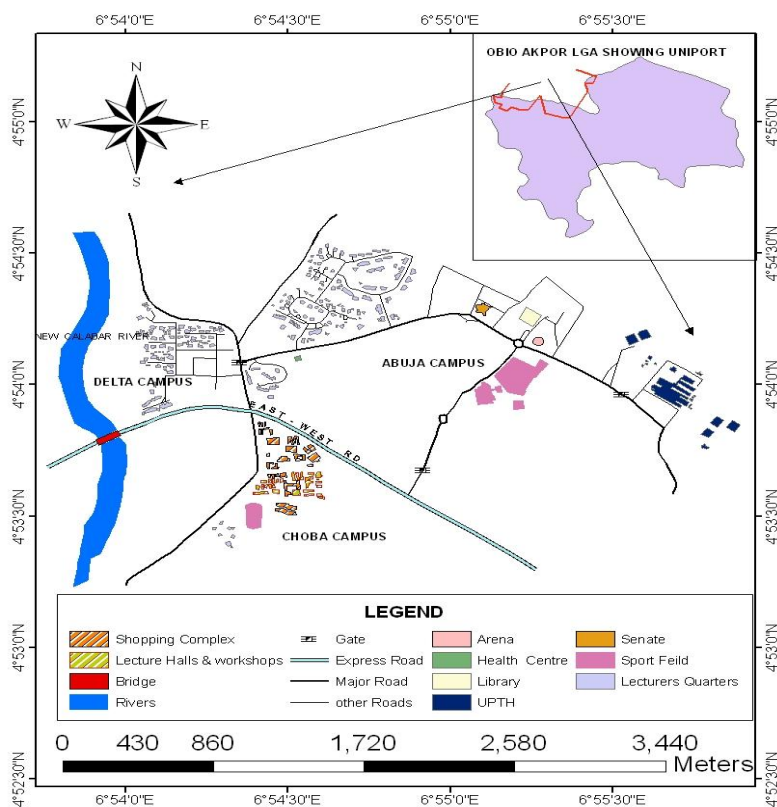 6°54'0"E 6°54'30"E 6°55'0"E 6°55'30"E
OBIO AKPOR LGA SHOWING UNIPORT
N
W E
S
4°55'0"N 4°55'0"N
4°54'30"N 4°54'30"N
NEW CALABAR RIVER
ABUJA CAMPUS
DELTA CAMPUS
4°54'0"N 4°54'0"N
EAST - WEST RD
4°53'30"N 4°53'30"N
CHOBA CAMPUS
LEGEND
Shopping Complex Gate Arena Senate
Lecture Halls & workshops Express Road Health Centre Sport Feild
Bridge Major Road Library Lecturers Quarters
Rivers other Roads UPTH
4°53'0"N 4°53'0"N
0 430 860 1,720 2,580 3,440
Meters
4°52'30"N 4°52'30"N
6°54'0"E 6°54'30"E 6°55'0"E 6°55'30"E